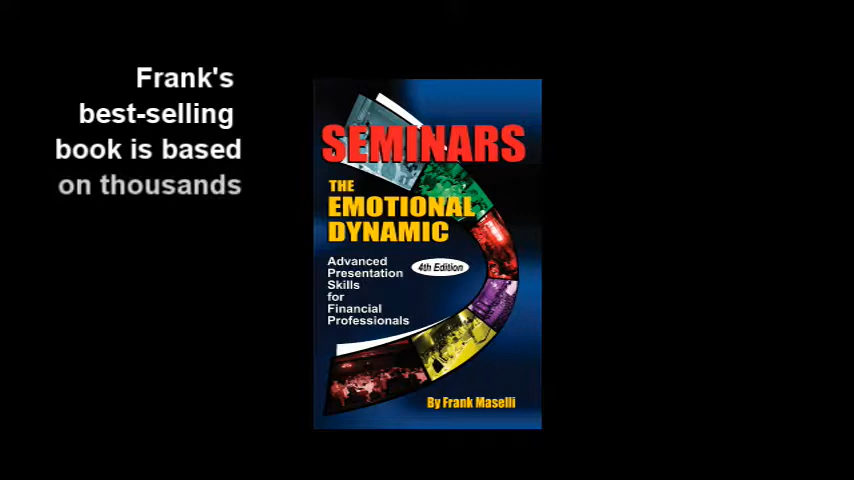 Frank's
best-selling
book is based
on thousands
SEMINARS
THE
EMOTIONAL
DYNAMIC
Advanced
Presentation
Skills
for
Financial
Professionals
4th Edition
By Frank Maselli